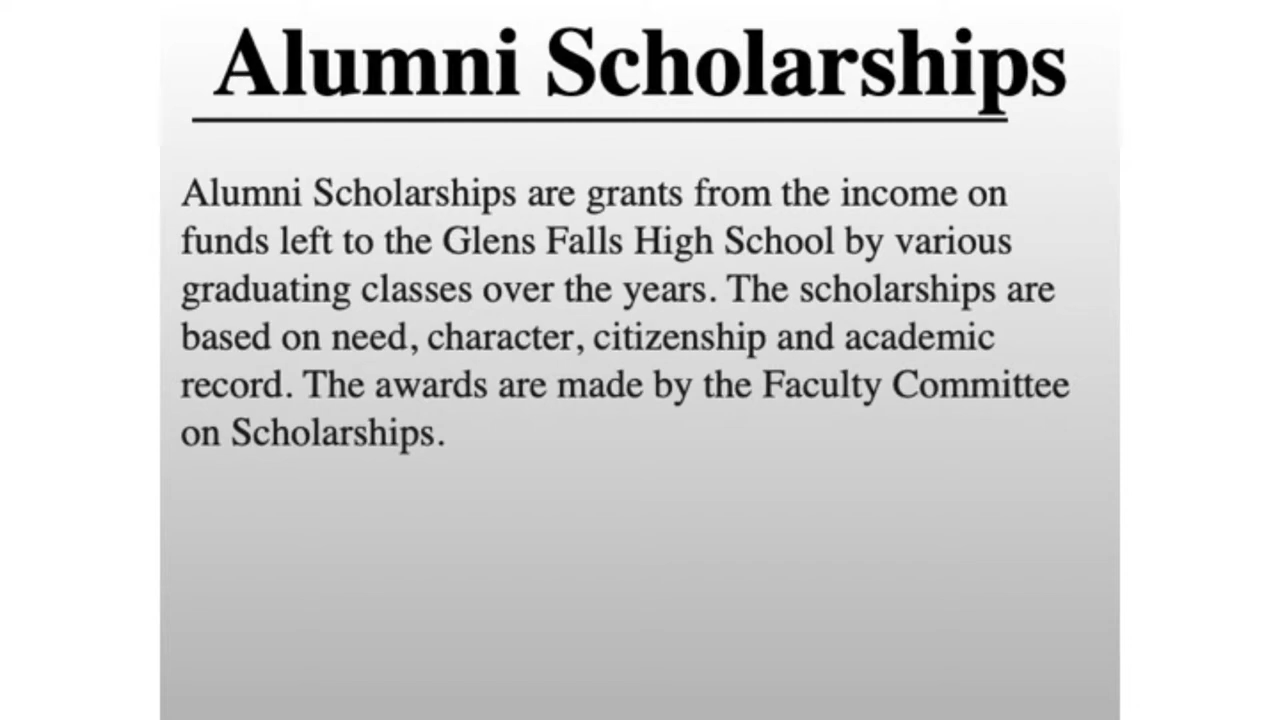 Alumni Scholarships
Alumni Scholarships are grants from the income on
funds left to the Glens Falls High School by various
graduating classes over the years. The scholarships are
based on need, character, citizenship and academic
record. The awards are made by the Faculty Committee
on Scholarships.